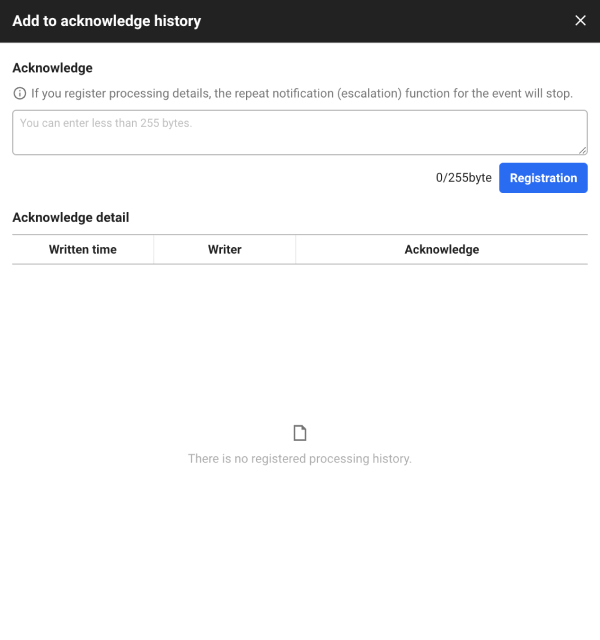 Add to acknowledge history
Acknowledge
If you register processing details, the repeat notification (escalation) function for the event will stop.
You can enter less than 255 bytes.
0/255byte Registration
Acknowledge detail
Written time Writer Acknowledge
There is no registered processing history.